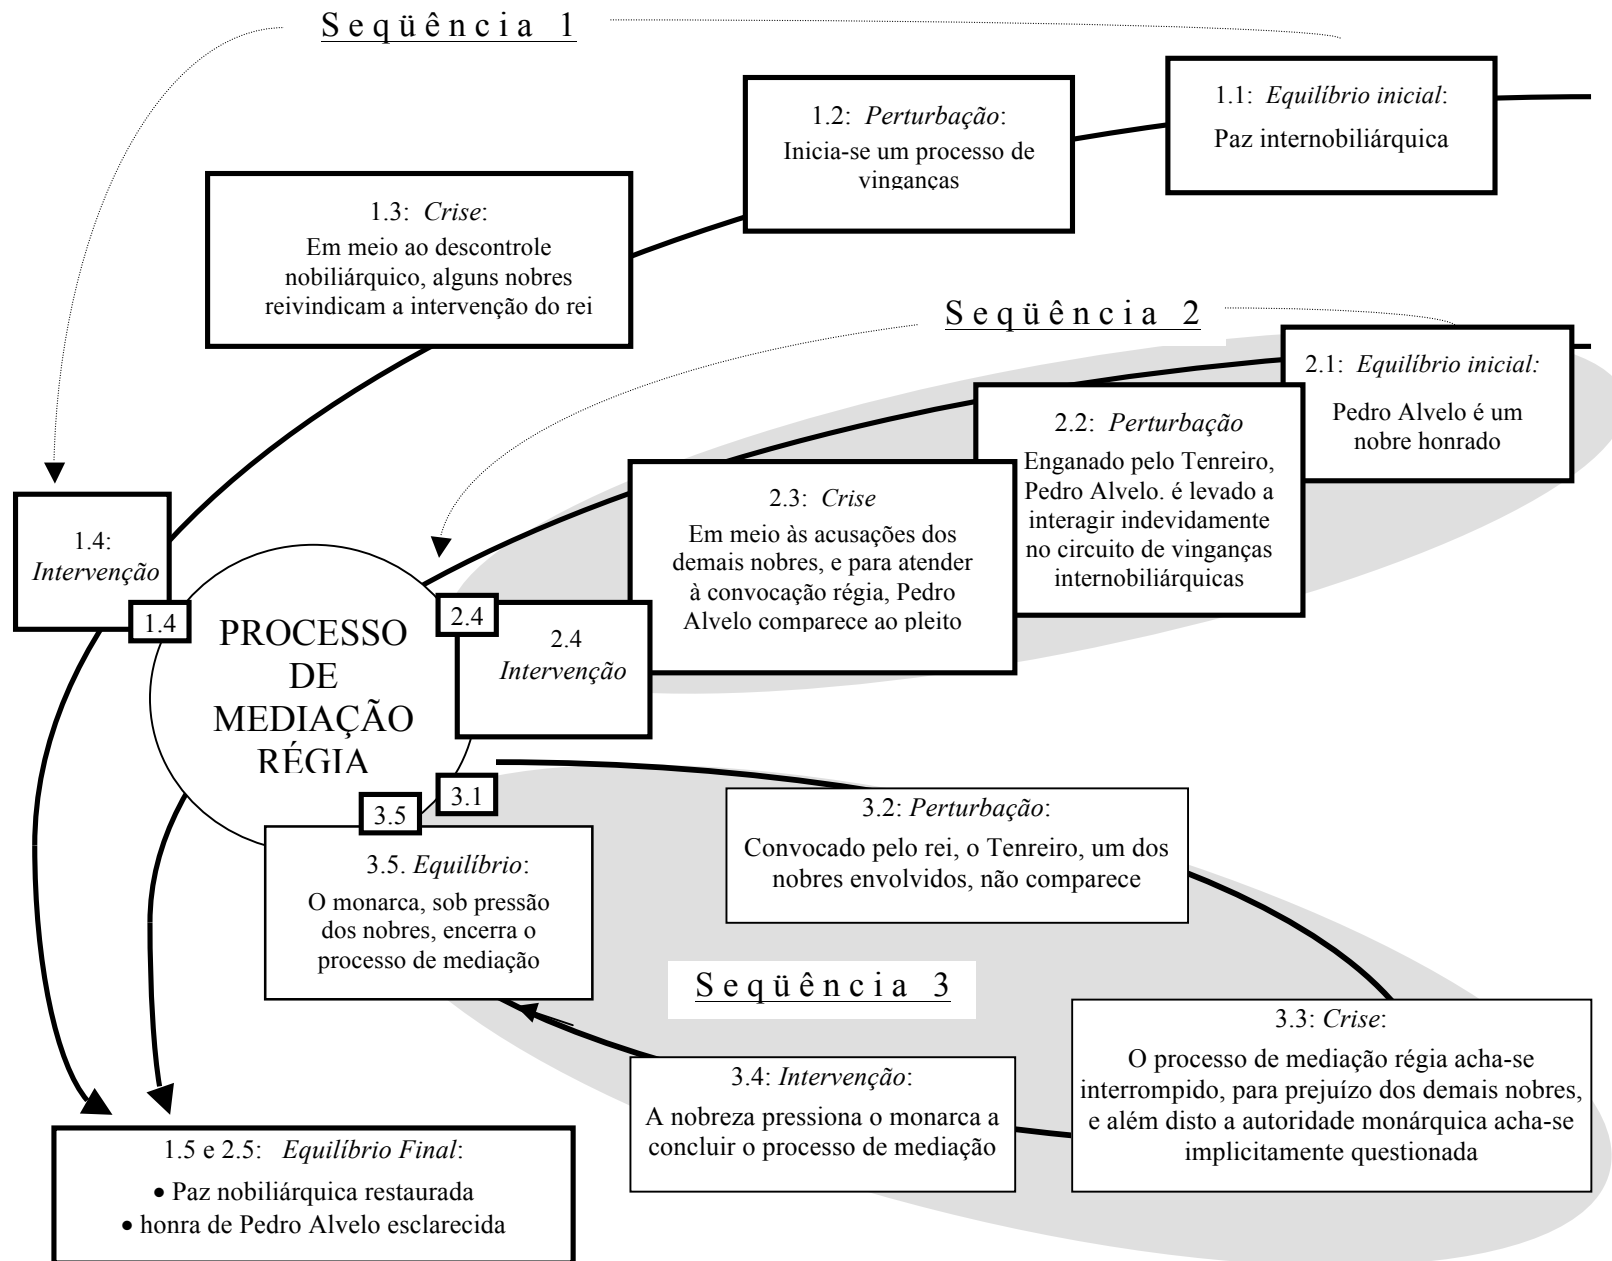 Seqüência 1
1.1: Equilíbrio inicial:
Paz internobiliárquica
1.2: Perturbação:
Inicia-se um processo de
vinganças
1.3: Crise:
Em meio ao descontrole
nobiliárquico, alguns nobres
reivindicam a intervenção do rei
1.4:
Intervenção
1.4
Seqüência 2
2.1: Equilíbrio inicial:
Pedro Alvelo é um
nobre honrado
2.2: Perturbação
Enganado pelo Tenreiro,
Pedro Alvelo. é levado a
interagir indevidamente
no circuito de vinganças
internobiliárquicas
2.3: Crise
Em meio às acusações dos
demais nobres, e para atender
à convocação régia, Pedro
Alvelo comparece ao pleito
2.4
2.4
Intervenção
PROCESSO
DE
MEDIAÇÃO
RÉGIA
3.1
3.5
3.2: Perturbação:
Convocado pelo rei, o Tenreiro, um dos
nobres envolvidos, não comparece
3.5. Equilíbrio:
O monarca, sob pressão
dos nobres, encerra o
processo de mediação
Seqüência 3
3.3: Crise:
O processo de mediação régia acha-se
interrompido, para prejuízo dos demais nobres,
e além disto a autoridade monárquica acha-se
implicitamente questionada
3.4: Intervenção:
A nobreza pressiona o monarca a
concluir o processo de mediação
1.5 e 2.5: Equilíbrio Final:
• Paz nobiliárquica restaurada
• honra de Pedro Alvelo esclarecida